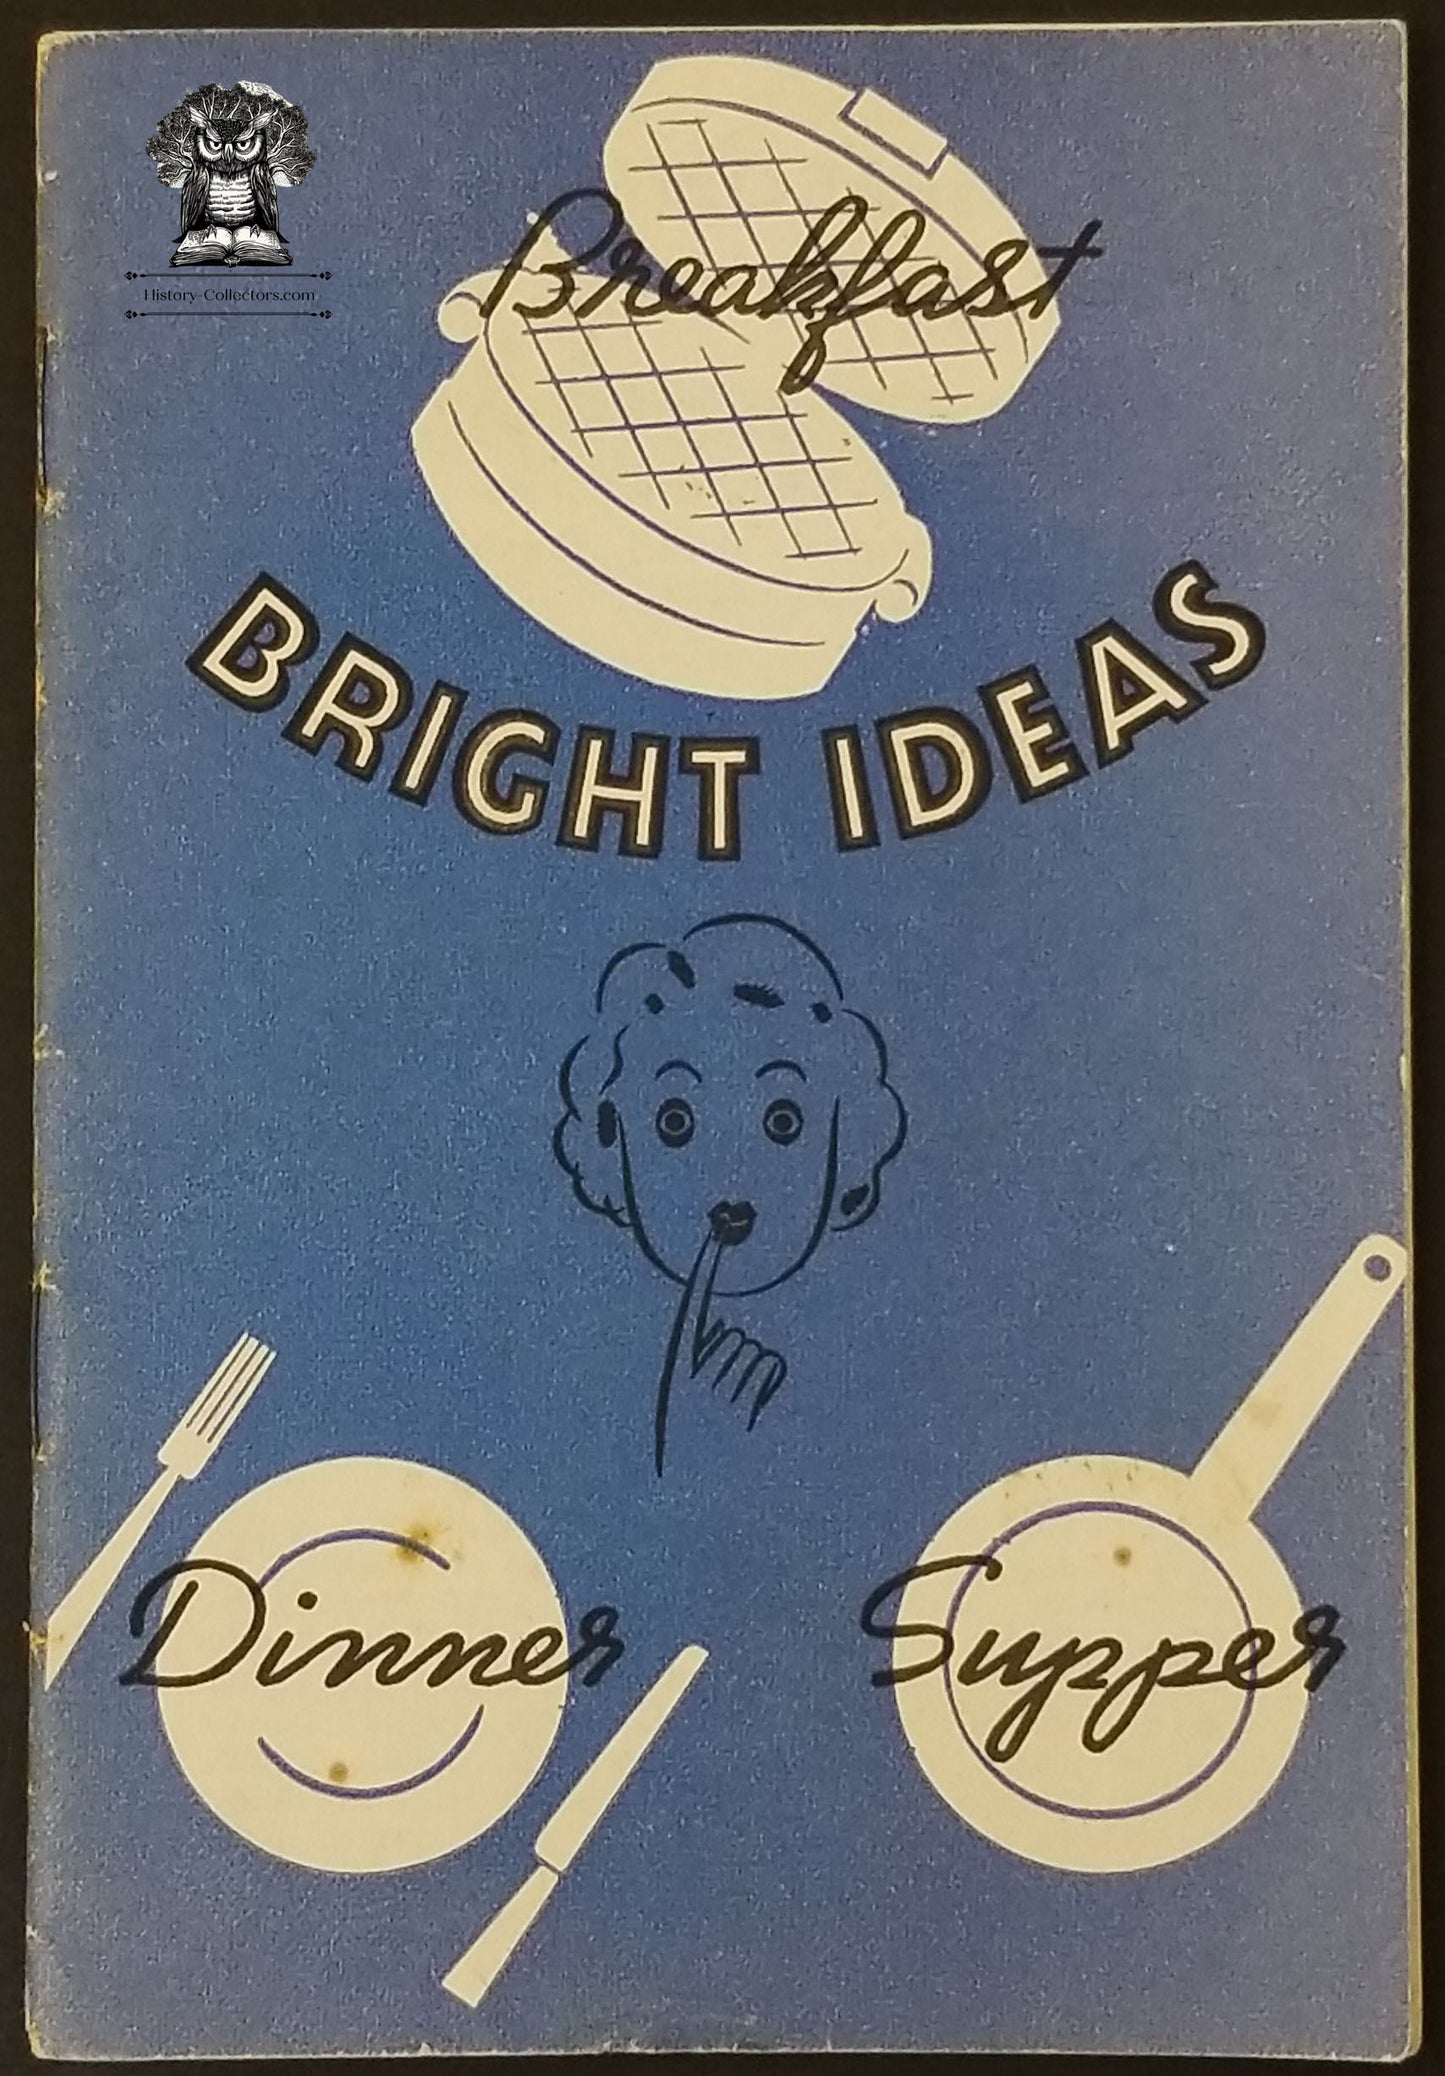 History-Collectors.com
Breakfast
BRIGHT IDEAS
Dinner
Supper